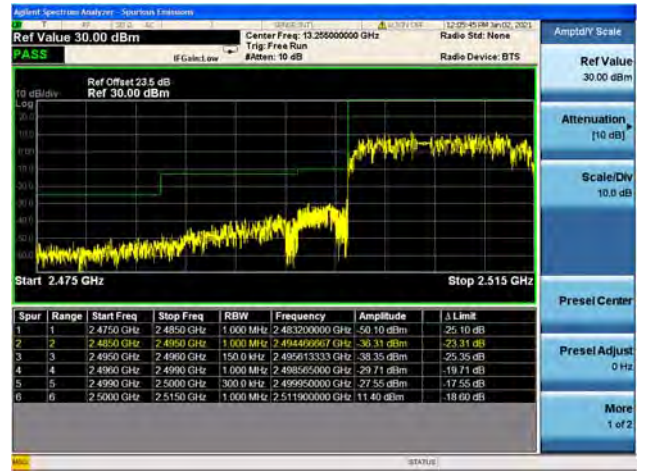 Agilent Spectrum Analyzer - Spurious Emissions
Ref Value 30.00 dBm
Center Freq: 13.255000000 GHz
Radio Std: None
12:05:45 PM Jan 02, 2021
Trig: Free Run
PASS
IFGain:Low
#Atten: 10 dB
Radio Device: BTS
Ref Offset 23.5 dB
10 dB/div
Ref 30.00 dBm
Log
Start 2.475 GHz
Stop 2.515 GHz
Spur Range Start Freq Stop Freq RBW Frequency Amplitude Δ Limit
1 1 2.4750 GHz 2.4850 GHz 1.000 MHz 2.483200000 GHz -50.10 dBm -25.10 dB
2 2 2.4850 GHz 2.4950 GHz 1.000 MHz 2.494466667 GHz -36.31 dBm -23.31 dB
3 3 2.4950 GHz 2.4960 GHz 150.0 kHz 2.495613333 GHz -38.35 dBm -25.35 dB
4 4 2.4960 GHz 2.4990 GHz 1.000 MHz 2.498565000 GHz -29.71 dBm -19.71 dB
5 5 2.4990 GHz 2.5000 GHz 300.0 kHz 2.499950000 GHz -27.55 dBm -17.55 dB
6 6 2.5000 GHz 2.5150 GHz 1.000 MHz 2.511900000 GHz 11.40 dBm -18.60 dB
MSG
STATUS
Amptd/Y Scale
Ref Value
30.00 dBm
Attenuation
[10 dB]
Scale/Div
10.0 dB
Presel Center
Presel Adjust
0 Hz
More
1 of 2